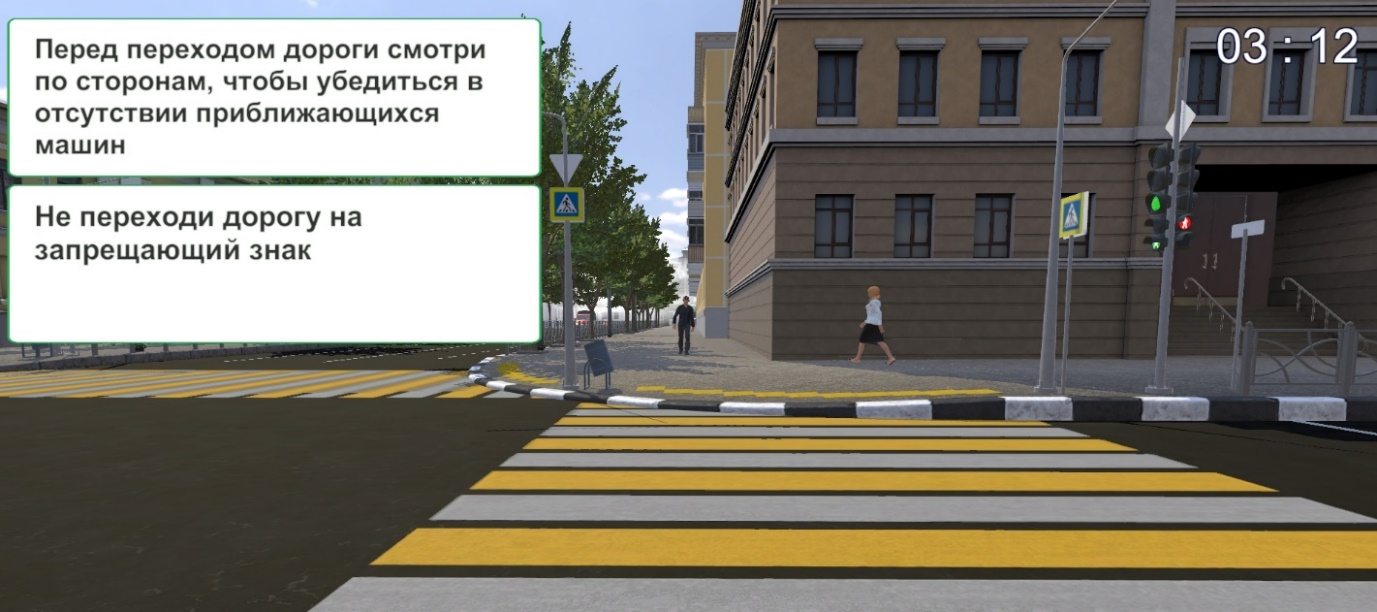 Перед переходом дороги смотри
по сторонам, чтобы убедиться в
отсутствии приближающихся
машин
Не переходи дорогу на
запрещающий знак
03 : 12